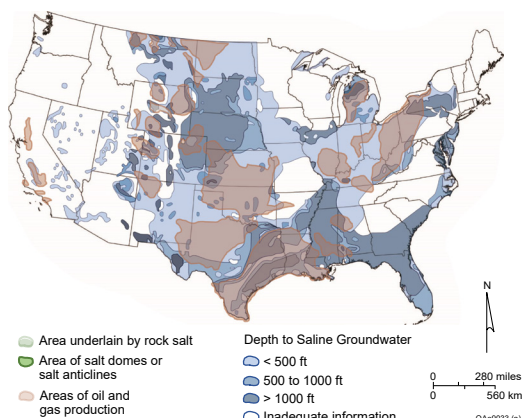 N
Area underlain by rock salt
Area of salt domes or
salt anticlines
Areas of oil and
gas production
Depth to Saline Groundwater
< 500 ft
500 to 1000 ft
> 1000 ft
Inadequate information
0 280 miles
0 560 km